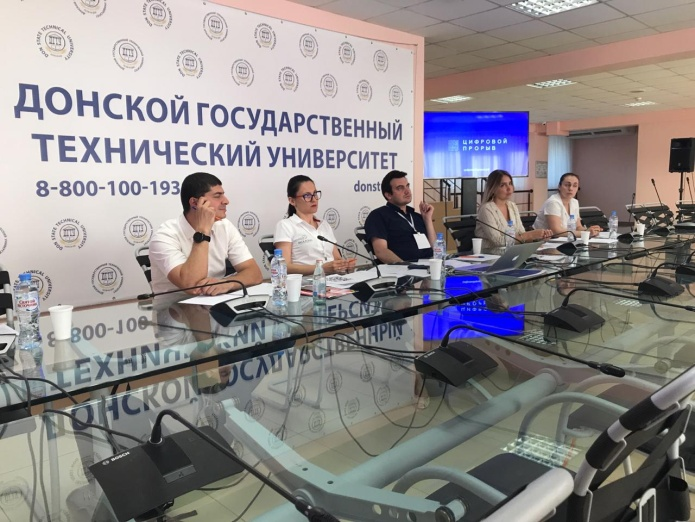 ДОНСКОЙ ГОСУДАРСТВЕННЫЙ
ТЕХНИЧЕСКИЙ УНИВЕРСИТЕТ
8-800-100-193
donst
ЦИФРОВОЙ
ПРОРЫВ
BOSCH